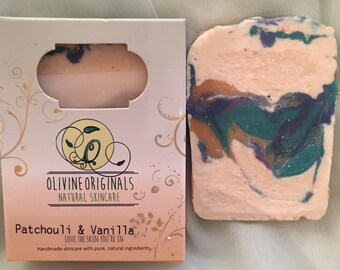 OLIVINE ORIGINALS
NATURAL SKINCARE
Patchouli & Vanilla
LOVE THE SKIN YOU'RE IN
Handmade skincare with pure, natural ingredients